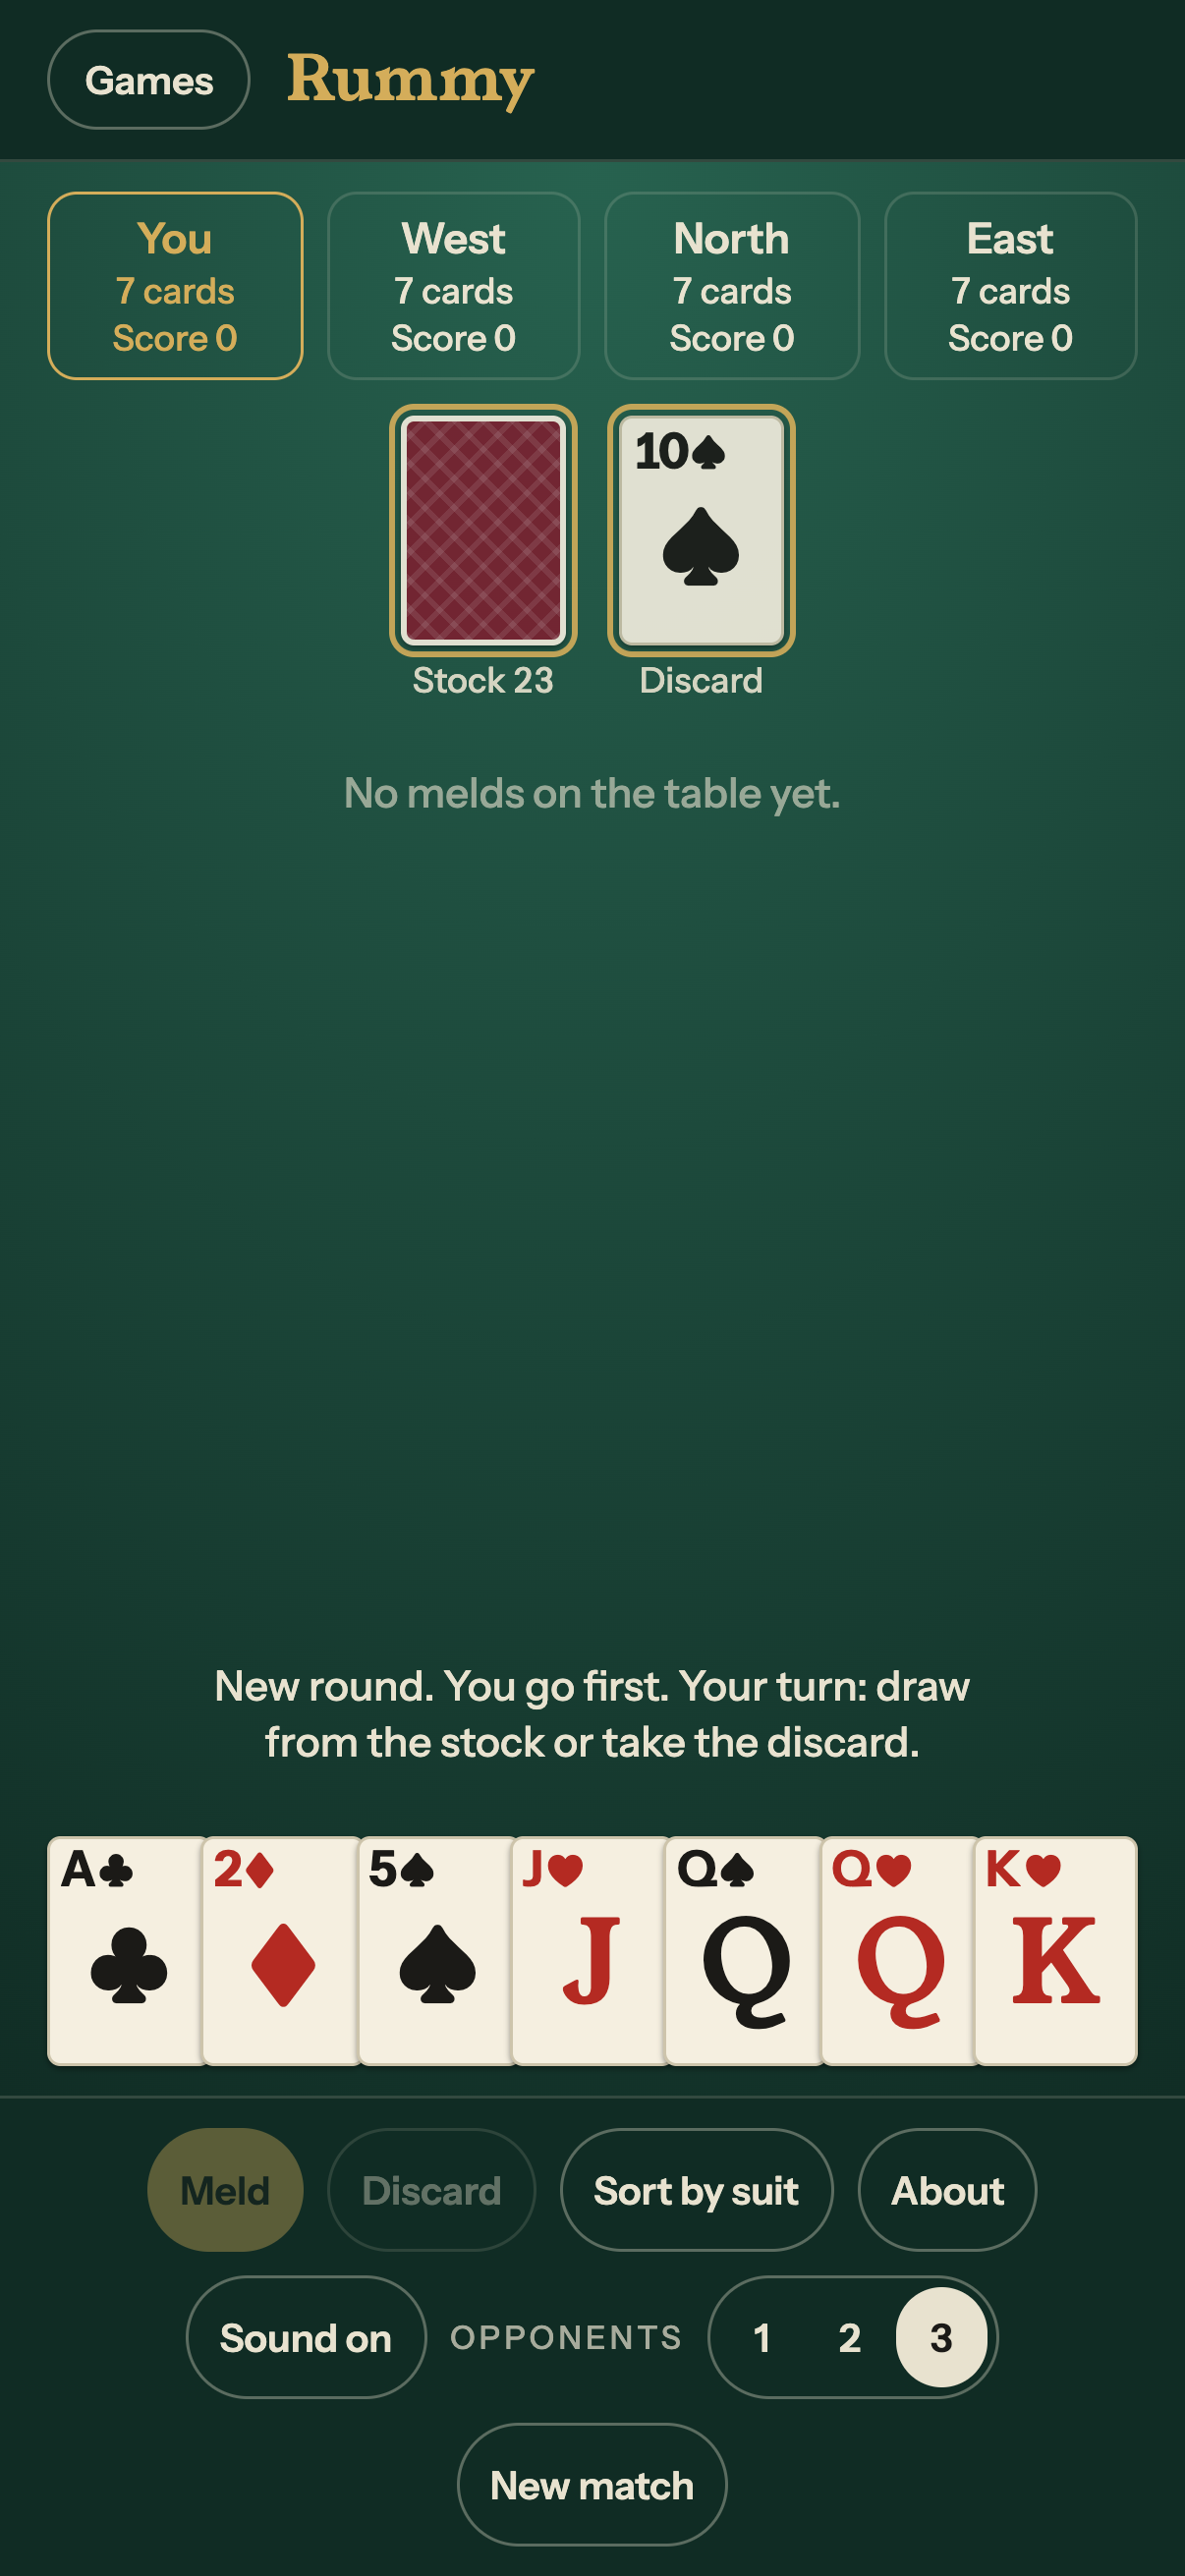 Games Rummy
You West North East
7 cards 7 cards 7 cards 7 cards
Score 0 Score 0 Score 0 Score 0
10♠
Stock 23 Discard
No melds on the table yet.
New round. You go first. Your turn: draw
from the stock or take the discard.
A♣ 2♦ 5♠ J♥ Q♠ Q♥ K♥
J Q Q K
Meld Discard Sort by suit About
Sound on OPPONENTS 1 2 3
New match